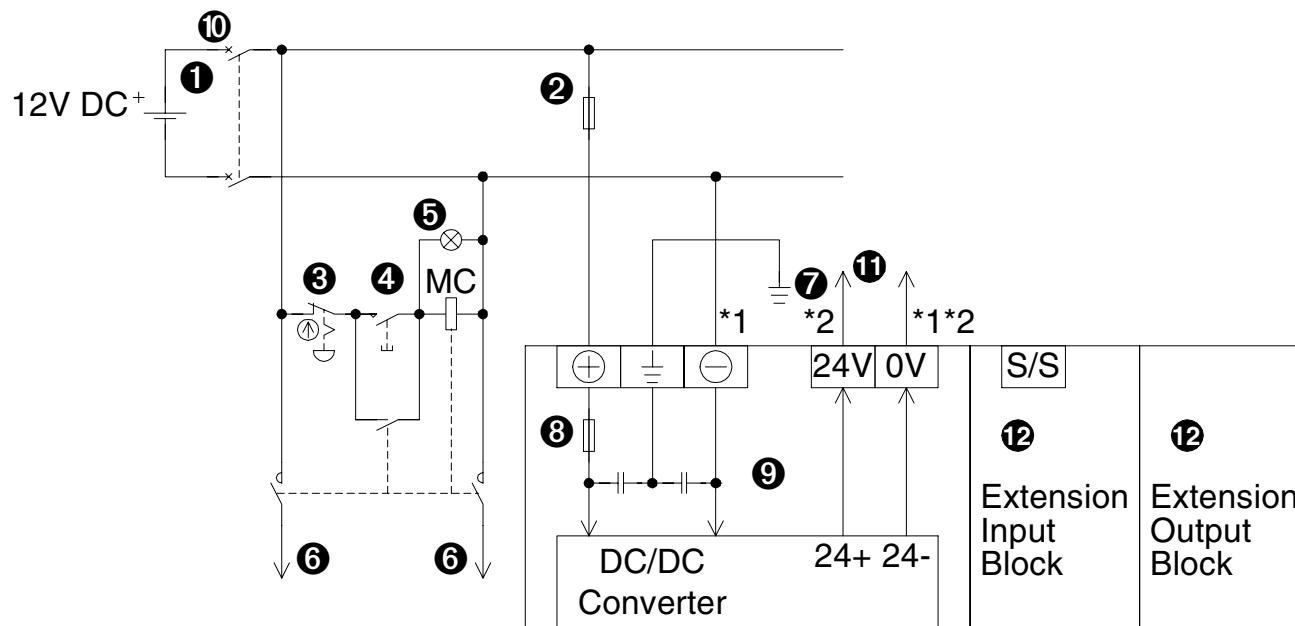 ❿
❶
❷
12V DC+
❺
❸ ❹ MC
❼ ⓫
*1 *2 *1*2
24V 0V S/S
❽ ⓬ ⓬
❾
Extension Extension
Input Output
Block Block
❻ ❻
DC/DC 24+ 24-
Converter